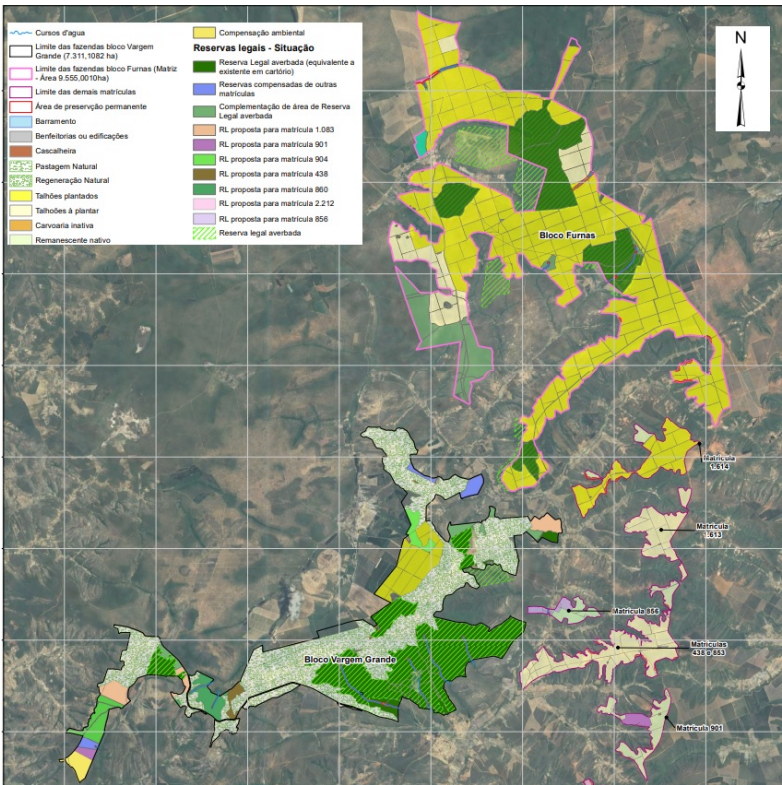 Cursos d'agua
Limite das fazendas bloco Vargem
Grande (7.311,1082 ha)
Limite das fazendas bloco Furnas (Matriz
- Área 9.555,0010ha)
Limite das demais matrículas
Área de preservção permanente
Barramento
Benfeitorias ou edificações
Cascalheira
Pastagem Natural
Regeneração Natural
Talhões plantados
Talhoões á plantar
Carvoaria inativa
Remanescente nativo
Compensação ambiental
Reservas legais - Situação
Reserva Legal averbada (equivalente a
existente em cartório)
Reservas compensadas de outras
matrículas
Complementação de área de Reserva
Legal averbada
RL proposta para matrícula 1.083
RL proposta para matrícula 901
RL proposta para matrícula 904
RL proposta para matrícula 438
RL proposta para matrícula 860
RL proposta para matrícula 2.212
RL proposta para matrícula 856
Reserva legal averbada
N
Bloco Furnas
Matrícula
1.614
Matrícula
1.613
Matrícula 856
Matrículas
438 e 853
Bloco Vargem Grande
Matrícula 901